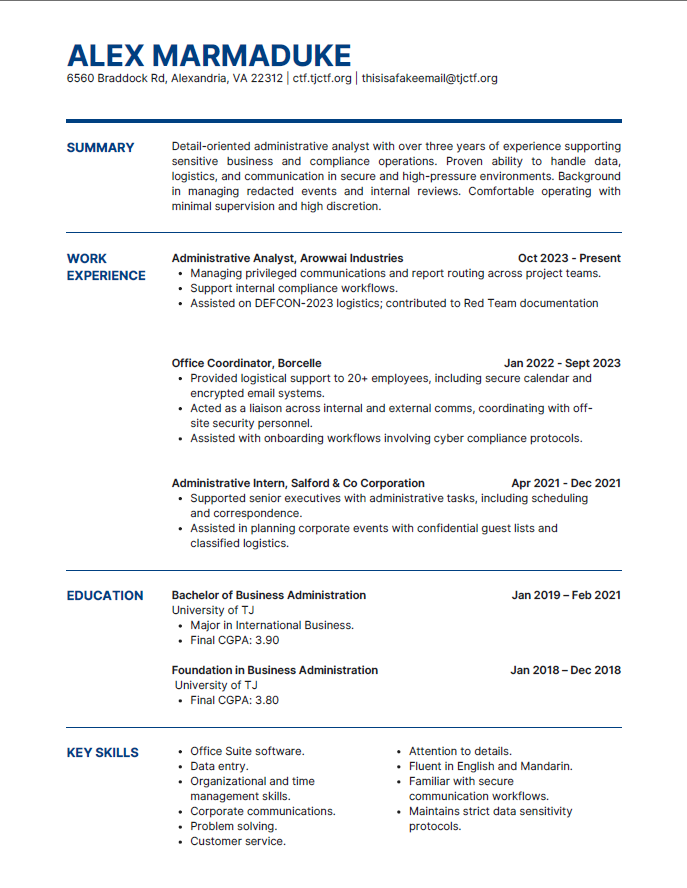 ALEX MARMADUKE
6560 Braddock Rd, Alexandria, VA 22312 | ctf.tjctf.org | thisisafakeemail@tjctf.org
SUMMARY
Detail-oriented administrative analyst with over three years of experience supporting
sensitive business and compliance operations. Proven ability to handle data,
logistics, and communication in secure and high-pressure environments. Background
in managing redacted events and internal reviews. Comfortable operating with
minimal supervision and high discretion.
WORK
EXPERIENCE
Administrative Analyst, Arowwai Industries Oct 2023 - Present
• Managing privileged communications and report routing across project teams.
• Support internal compliance workflows.
• Assisted on DEFCON-2023 logistics; contributed to Red Team documentation
Office Coordinator, Borcelle Jan 2022 - Sept 2023
• Provided logistical support to 20+ employees, including secure calendar and
encrypted email systems.
• Acted as a liaison across internal and external comms, coordinating with off-
site security personnel.
• Assisted with onboarding workflows involving cyber compliance protocols.
Administrative Intern, Salford & Co Corporation Apr 2021 - Dec 2021
• Supported senior executives with administrative tasks, including scheduling
and correspondence.
• Assisted in planning corporate events with confidential guest lists and
classified logistics.
EDUCATION
Bachelor of Business Administration Jan 2019 – Feb 2021
University of TJ
• Major in International Business.
• Final CGPA: 3.90
Foundation in Business Administration Jan 2018 – Dec 2018
University of TJ
• Final CGPA: 3.80
KEY SKILLS
• Office Suite software.
• Data entry.
• Organizational and time
management skills.
• Corporate communications.
• Problem solving.
• Customer service.
• Attention to details.
• Fluent in English and Mandarin.
• Familiar with secure
communication workflows.
• Maintains strict data sensitivity
protocols.